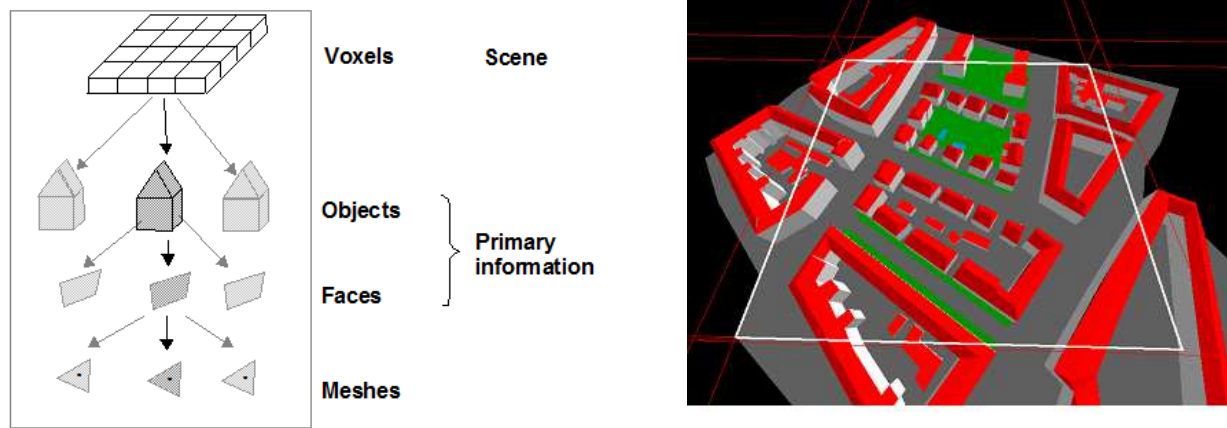 Voxels
Scene
Objects
Primary
information
Faces
Meshes